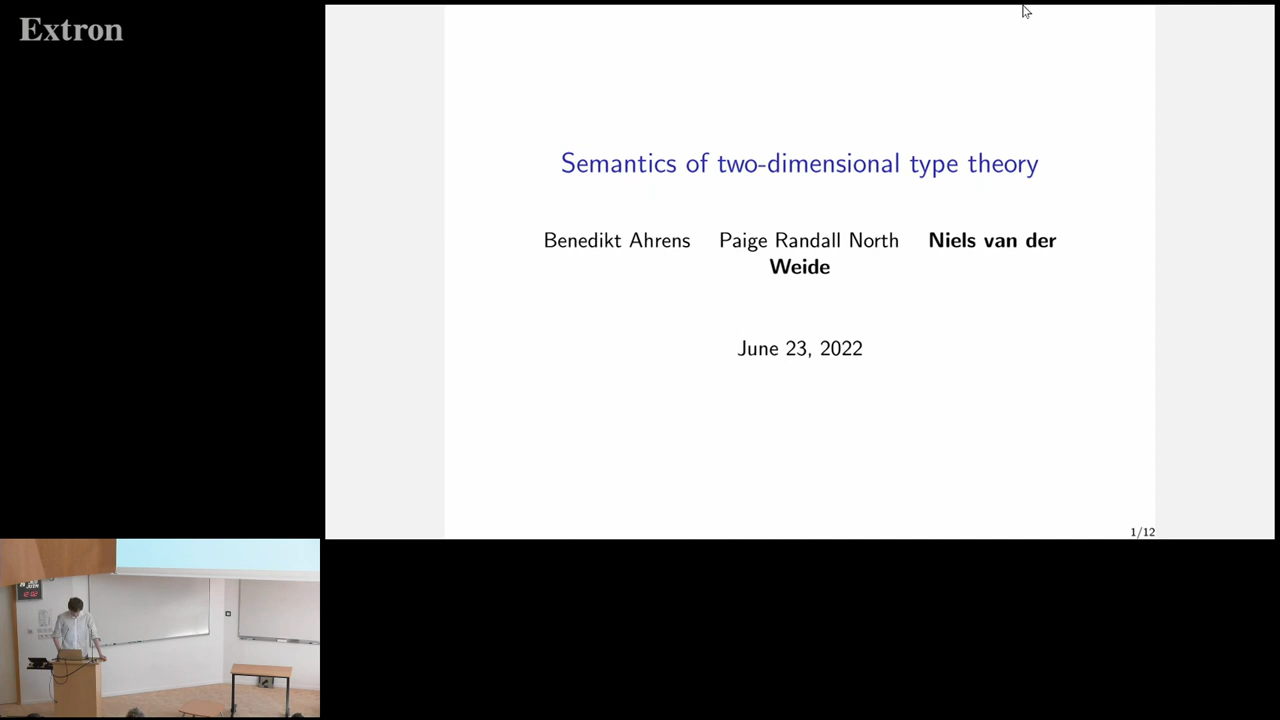 Extron
Semantics of two-dimensional type theory
Benedikt Ahrens Paige Randall North Niels van der
Weide
June 23, 2022
1/12